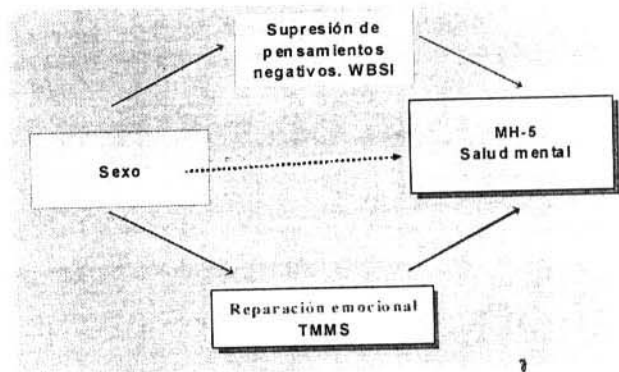 Supresión de
pensamientos
negativos. WBSI
MH-5
Salud mental
Sexo
Reparación emocional
TMMS